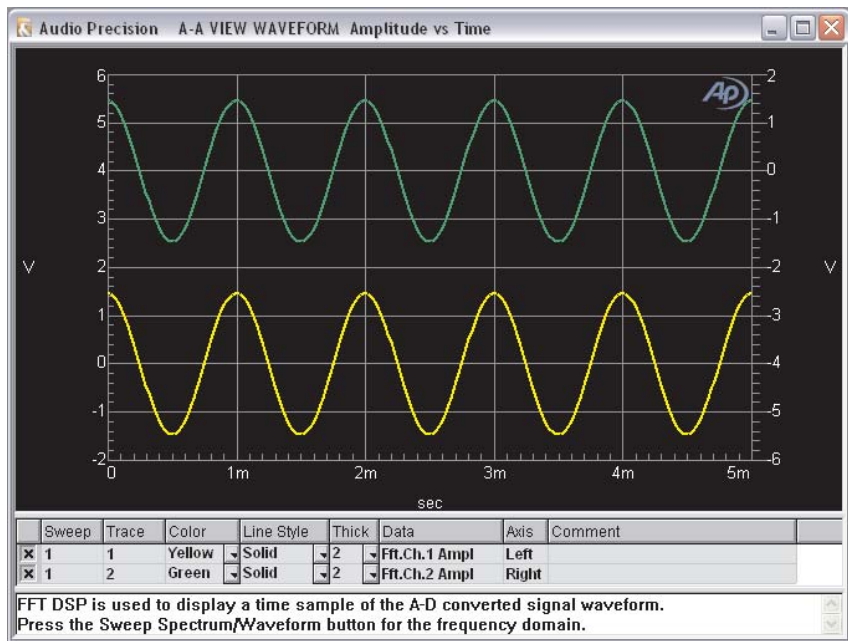 Audio Precision A-A VIEW WAVEFORM Amplitude vs Time
Ap
6 2
5 1
4 0
3 -1
V 2 -2 V
1 -3
0 -4
-1 -5
-2 -6
0 1m 2m 3m 4m 5m
sec
Sweep Trace Color Line Style Thick Data Axis Comment
1 1 Yellow Solid 2 Fft.Ch.1 Ampl Left
1 2 Green Solid 2 Fft.Ch.2 Ampl Right
FFT DSP is used to display a time sample of the A-D converted signal waveform.
Press the Sweep Spectrum/Waveform button for the frequency domain.